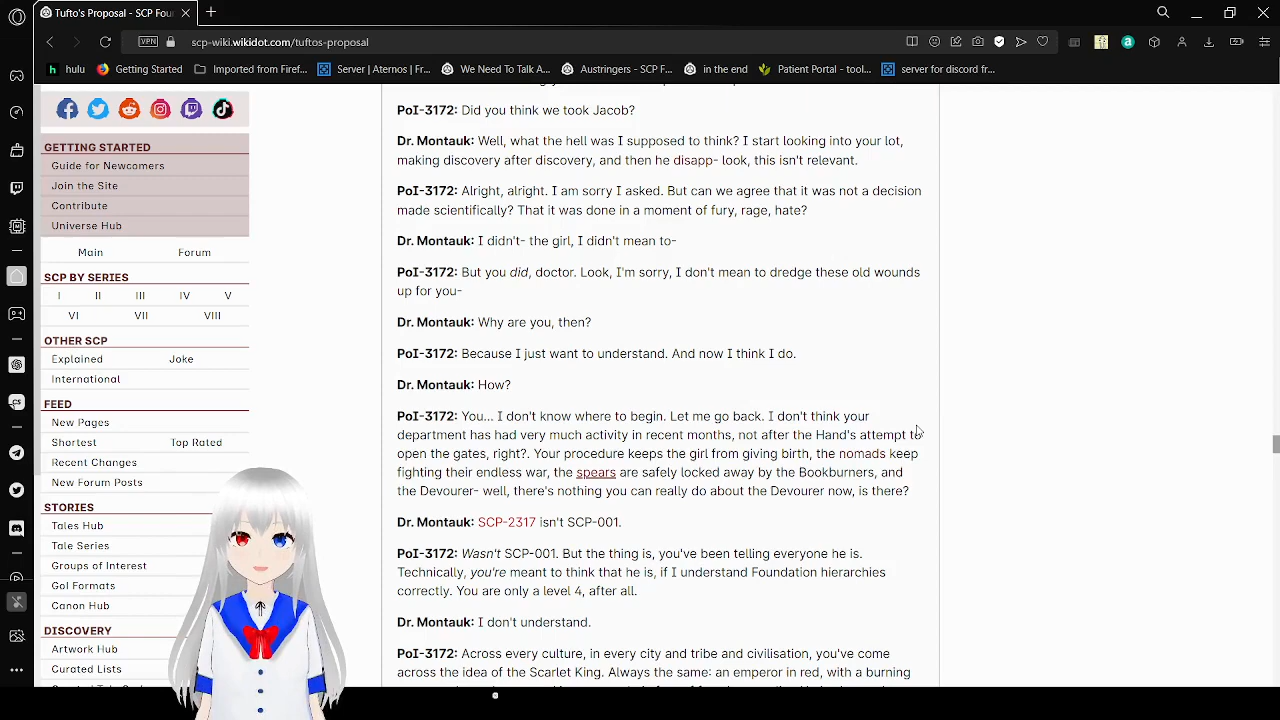 Tufto's Proposal - SCP Four
VPN
scp-wiki.wikidot.com/tuftos-proposal
hulu
Getting Started
Imported from Firef...
Server | Aternos | Fr...
We Need To Talk A...
Austringers - SCP F...
in the end
Patient Portal - tool...
server for discord fr...
GETTING STARTED
Guide for Newcomers
Join the Site
Contribute
Universe Hub
Main Forum
SCP BY SERIES
I II III IV V
VI VII VIII
OTHER SCP
Explained Joke
International
FEED
New Pages
Shortest Top Rated
Recent Changes
New Forum Posts
STORIES
Tales Hub
Tale Series
Groups of Interest
GoI Formats
Canon Hub
DISCOVERY
Artwork Hub
Curated Lists
PoI-3172: Did you think we took Jacob?
Dr. Montauk: Well, what the hell was I supposed to think? I start looking into your lot,
making discovery after discovery, and then he disapp- look, this isn't relevant.
PoI-3172: Alright, alright. I am sorry I asked. But can we agree that it was not a decision
made scientifically? That it was done in a moment of fury, rage, hate?
Dr. Montauk: I didn't- the girl, I didn't mean to-
PoI-3172: But you did, doctor. Look, I'm sorry, I don't mean to dredge these old wounds
up for you-
Dr. Montauk: Why are you, then?
PoI-3172: Because I just want to understand. And now I think I do.
Dr. Montauk: How?
PoI-3172: You... I don't know where to begin. Let me go back. I don't think your
department has had very much activity in recent months, not after the Hand's attempt to
open the gates, right?. Your procedure keeps the girl from giving birth, the nomads keep
fighting their endless war, the spears are safely locked away by the Bookburners, and
the Devourer- well, there's nothing you can really do about the Devourer now, is there?
Dr. Montauk: SCP-2317 isn't SCP-001.
PoI-3172: Wasn't SCP-001. But the thing is, you've been telling everyone he is.
Technically, you're meant to think that he is, if I understand Foundation hierarchies
correctly. You are only a level 4, after all.
Dr. Montauk: I don't understand.
PoI-3172: Across every culture, in every city and tribe and civilisation, you've come
across the idea of the Scarlet King. Always the same: an emperor in red, with a burning